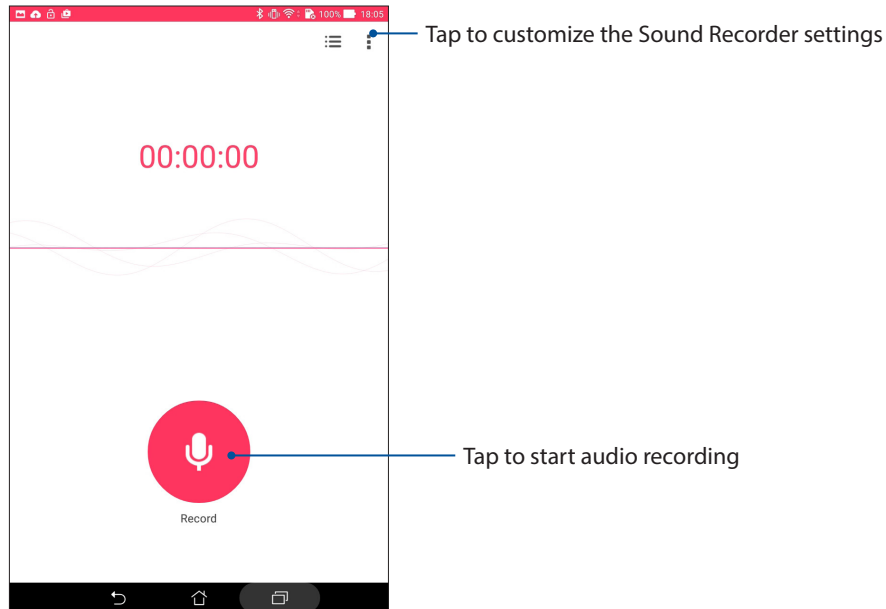 100% 18:05
Tap to customize the Sound Recorder settings
00:00:00
Tap to start audio recording
Record